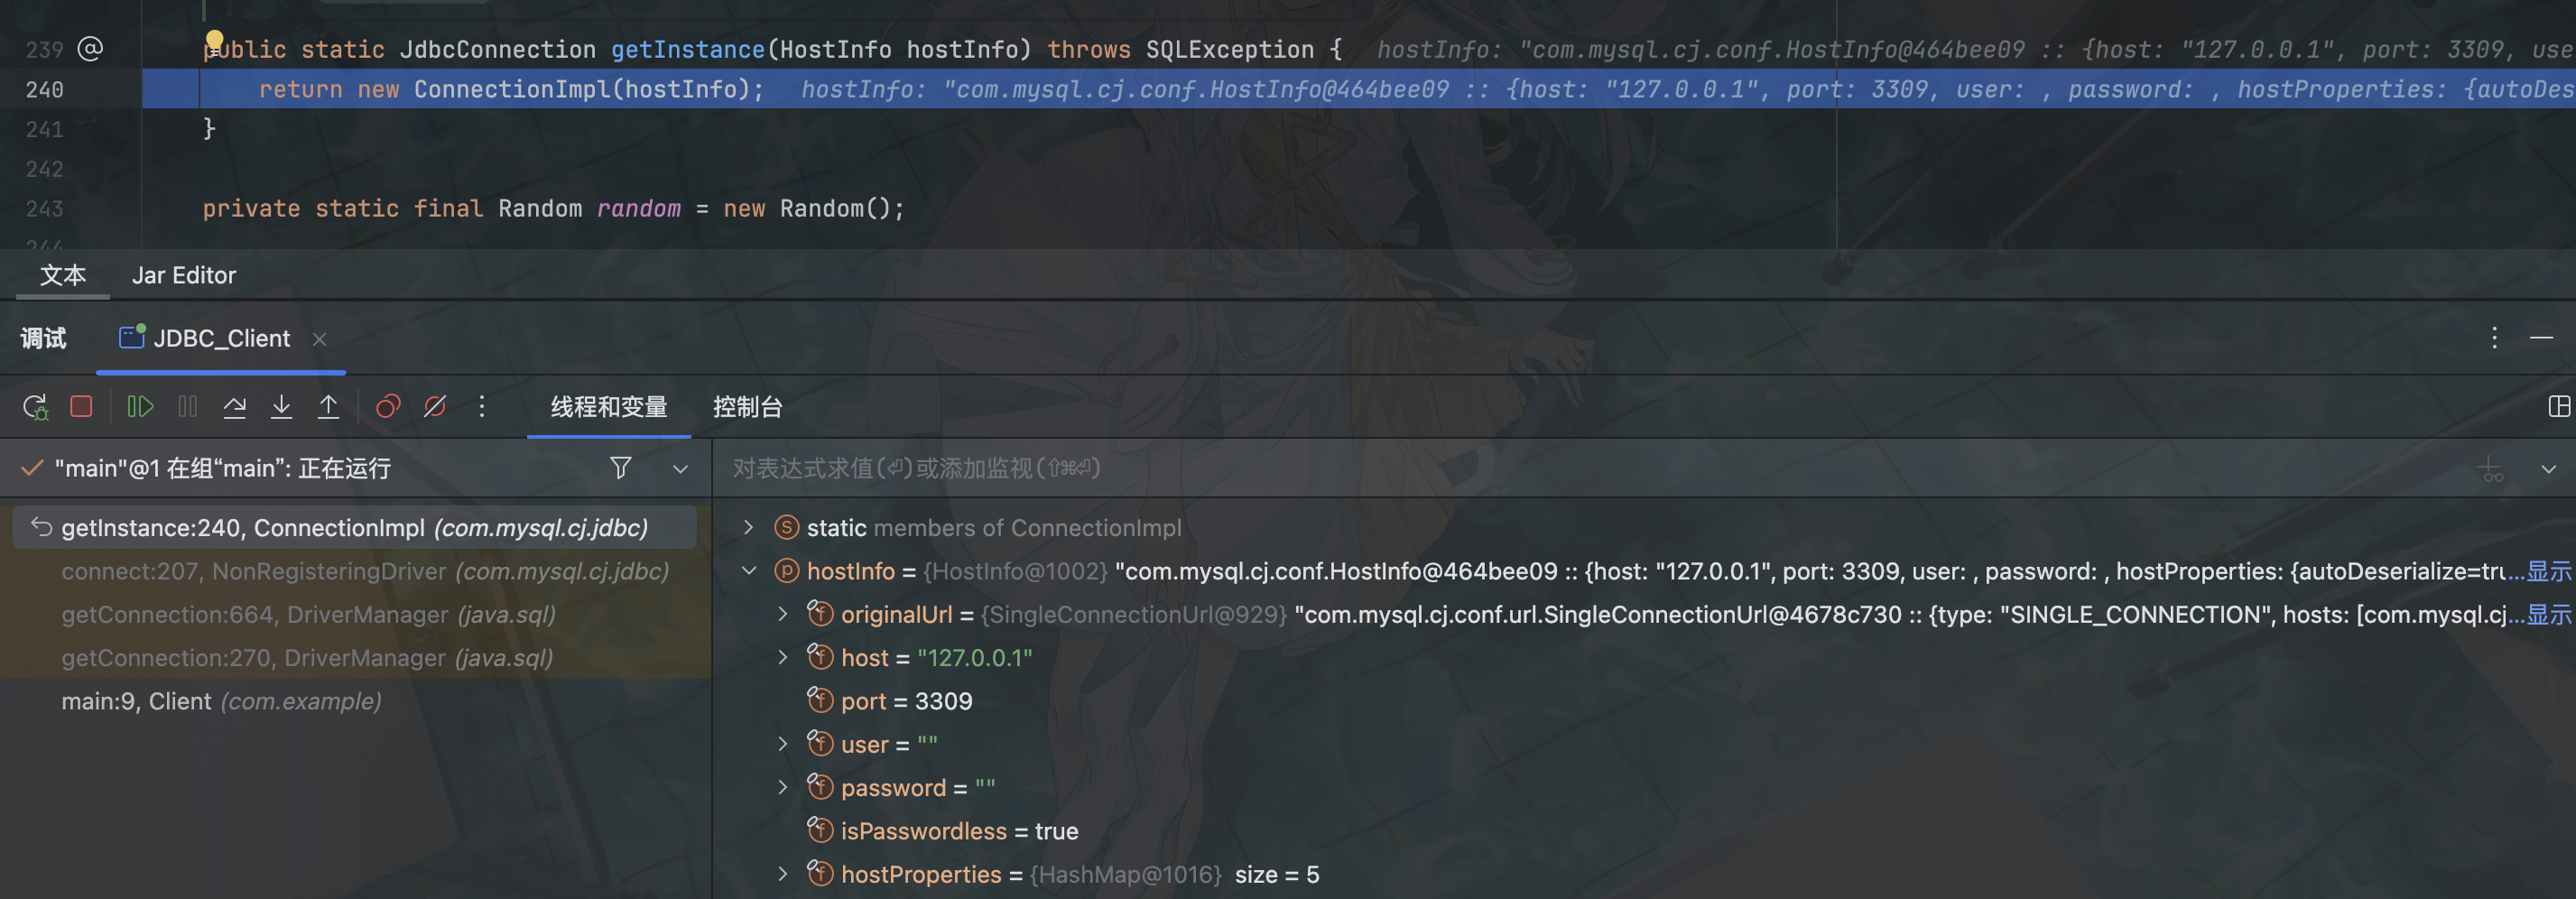 239 @ public static JdbcConnection getInstance(HostInfo hostInfo) throws SQLException { hostInfo: "com.mysql.cj.conf.HostInfo@464bee09 :: {host: "127.0.0.1", port: 3309, use
240 return new ConnectionImpl(hostInfo); hostInfo: "com.mysql.cj.conf.HostInfo@464bee09 :: {host: "127.0.0.1", port: 3309, user: , password: , hostProperties: {autoDes
241 }
242
243 private static final Random random = new Random();
244
文本 Jar Editor
调试 JDBC_Client
线程和变量 控制台
"main"@1 在组“main”: 正在运行
对表达式求值(⏎)或添加监视(⇧⌘⏎)
getInstance:240, ConnectionImpl (com.mysql.cj.jdbc)
connect:207, NonRegisteringDriver (com.mysql.cj.jdbc)
getConnection:664, DriverManager (java.sql)
getConnection:270, DriverManager (java.sql)
main:9, Client (com.example)
S static members of ConnectionImpl
p hostInfo = {HostInfo@1002} "com.mysql.cj.conf.HostInfo@464bee09 :: {host: "127.0.0.1", port: 3309, user: , password: , hostProperties: {autoDeserialize=tru...显示
f originalUrl = {SingleConnectionUrl@929} "com.mysql.cj.conf.url.SingleConnectionUrl@4678c730 :: {type: "SINGLE_CONNECTION", hosts: [com.mysql.cj...显示
f host = "127.0.0.1"
f port = 3309
f user = ""
f password = ""
f isPasswordless = true
f hostProperties = {HashMap@1016} size = 5